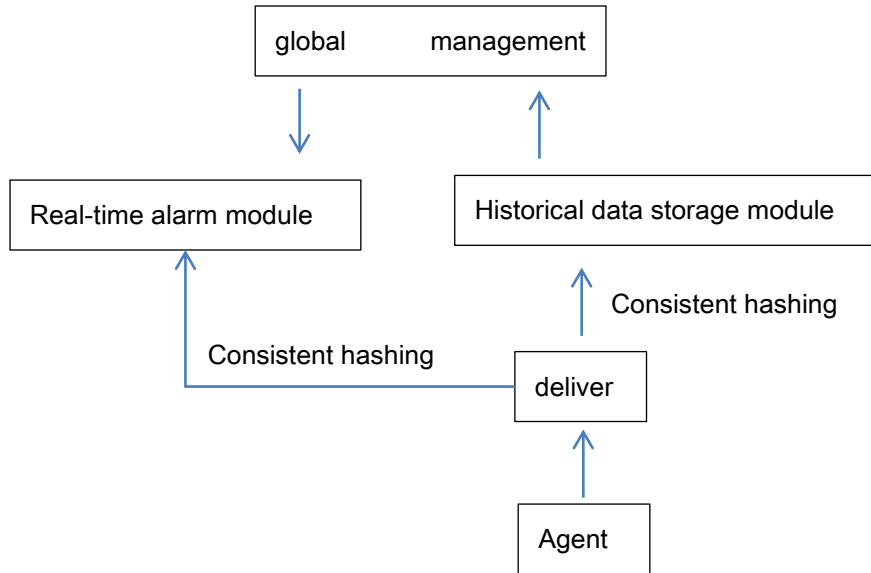 global management
Real-time alarm module
Historical data storage module
Consistent hashing
Consistent hashing
deliver
Agent